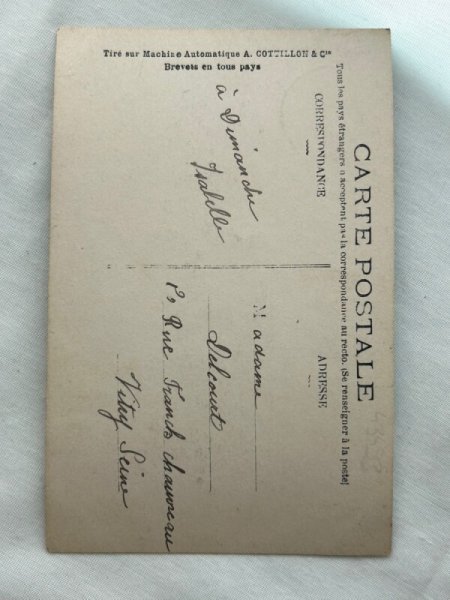 Tiré sur Machine Automatique A. COTTILLON & Cie
Brevets en tous pays
CARTE POSTALE
Tous les pays étrangers n'acceptent pas la correspondance au recto. (Se renseigner à la poste)
CORRESPONDANCE
ADRESSE
à Dimanche
Isabelle
Madame
Delcourt
Rue Franck chauveau
Vitry Seine